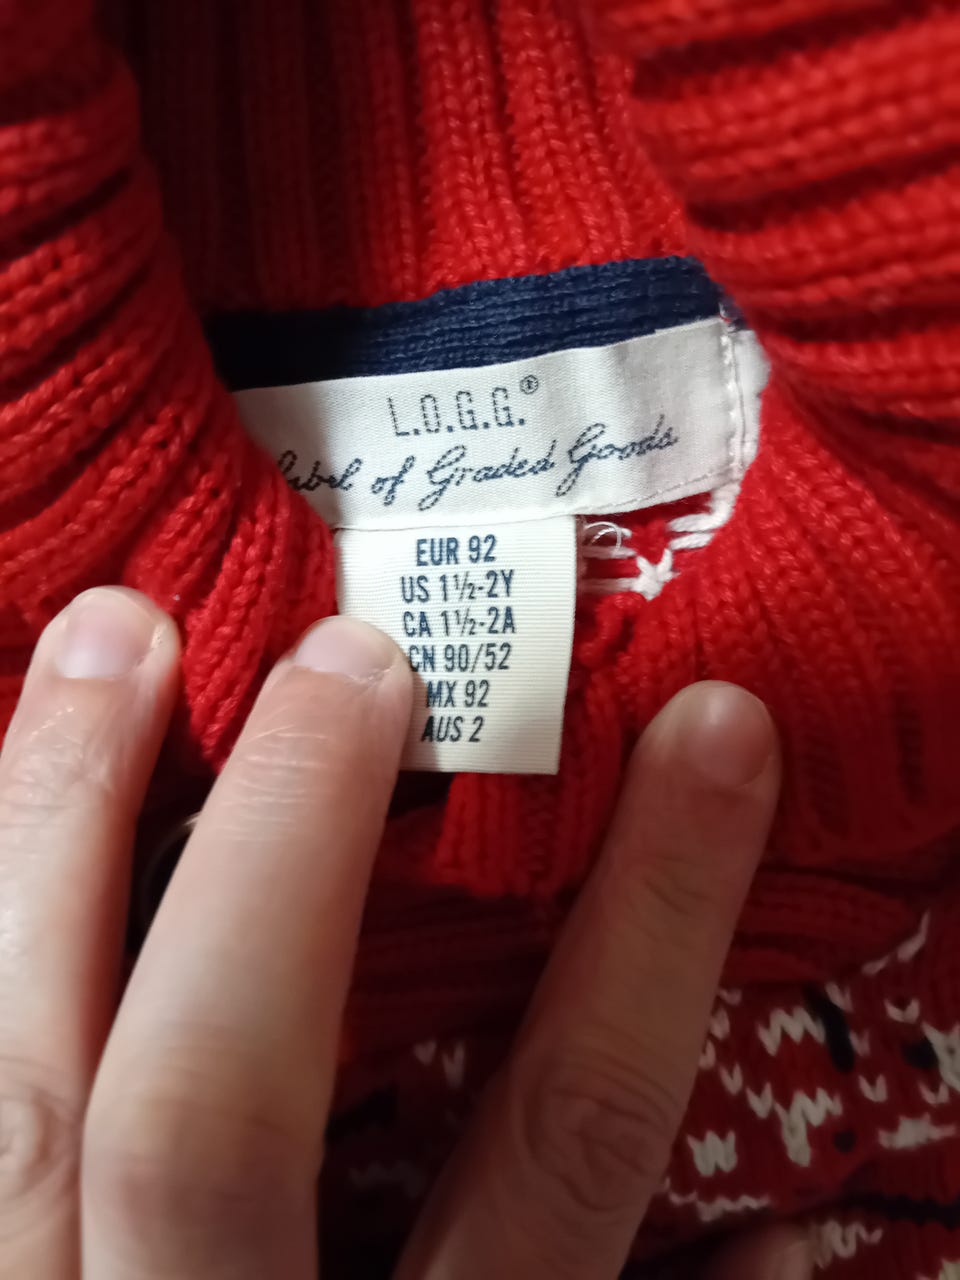 L.O.G.G.®
Label of Graded Goods
EUR 92
US 1½-2Y
CA 1½-2A
CN 90/52
MX 92
AUS 2